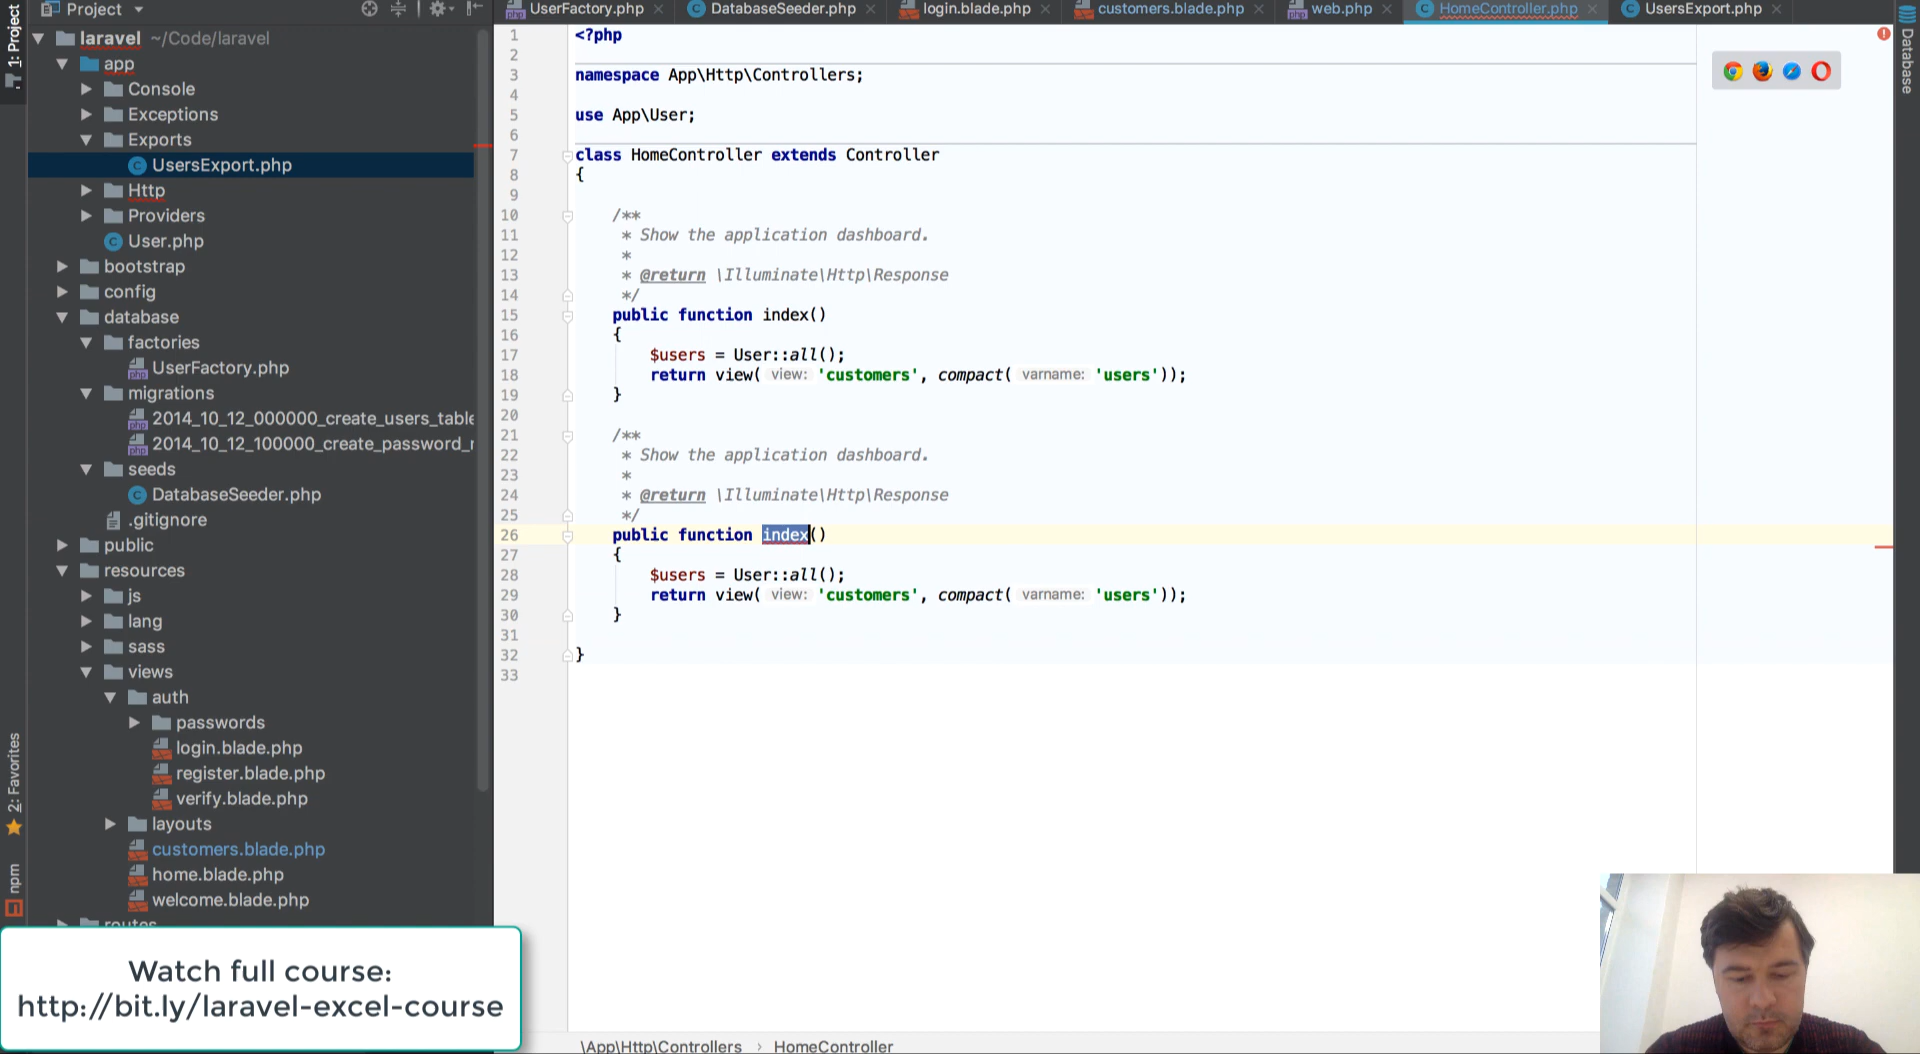 Project
UserFactory.php
DatabaseSeeder.php
login.blade.php
customers.blade.php
web.php
HomeController.php
UsersExport.php
1: Project
2: Favorites
npm
Database
laravel ~/Code/laravel
app
Console
Exceptions
Exports
UsersExport.php
Http
Providers
User.php
bootstrap
config
database
factories
UserFactory.php
migrations
2014_10_12_000000_create_users_table
2014_10_12_100000_create_password_r
seeds
DatabaseSeeder.php
.gitignore
public
resources
js
lang
sass
views
auth
passwords
login.blade.php
register.blade.php
verify.blade.php
layouts
customers.blade.php
home.blade.php
welcome.blade.php
routes
1 <?php
2
3 namespace App\Http\Controllers;
4
5 use App\User;
6
7 class HomeController extends Controller
8 {
9
10 /**
11 * Show the application dashboard.
12 *
13 * @return \Illuminate\Http\Response
14 */
15 public function index()
16 {
17 $users = User::all();
18 return view( view: 'customers', compact( varname: 'users'));
19 }
20
21 /**
22 * Show the application dashboard.
23 *
24 * @return \Illuminate\Http\Response
25 */
26 public function index()
27 {
28 $users = User::all();
29 return view( view: 'customers', compact( varname: 'users'));
30 }
31
32 }
33
\App\Http\Controllers › HomeController
Watch full course:
http://bit.ly/laravel-excel-course